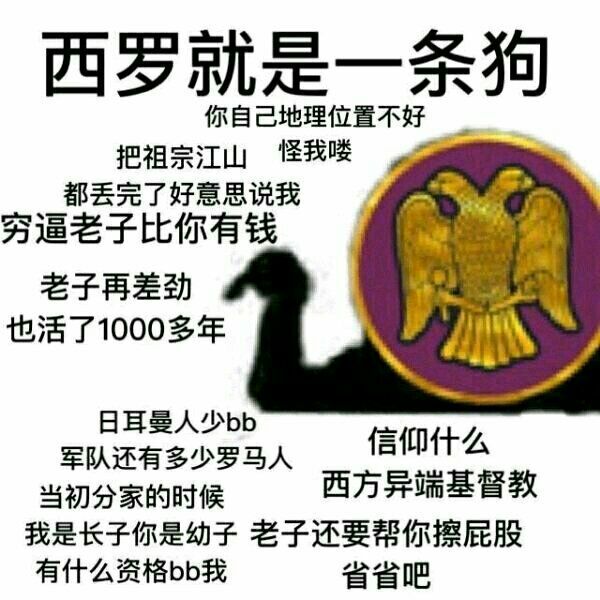 西罗就是一条狗
你自己地理位置不好
怪我喽
把祖宗江山
都丢完了好意思说我
穷逼老子比你有钱
老子再差劲
也活了1000多年
日耳曼人少bb
军队还有多少罗马人
当初分家的时候
我是长子你是幼子
有什么资格bb我
信仰什么
西方异端基督教
老子还要帮你擦屁股
省省吧